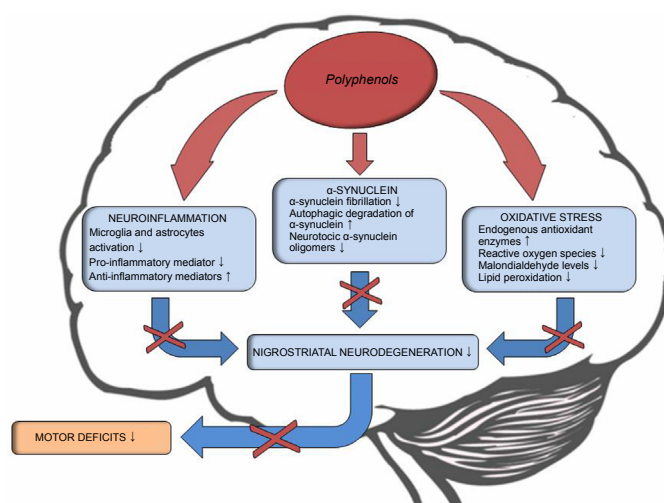 Polyphenols
NEUROINFLAMMATION
Microglia and astrocytes
activation ↓
Pro-inflammatory mediator ↓
Anti-inflammatory mediators ↑
α-SYNUCLEIN
α-synuclein fibrillation ↓
Autophagic degradation of
α-synuclein ↑
Neurotocic α-synuclein
oligomers ↓
OXIDATIVE STRESS
Endogenous antioxidant
enzymes ↑
Reactive oxygen species ↓
Malondialdehyde levels ↓
Lipid peroxidation ↓
NIGROSTRIATAL NEURODEGENERATION ↓
MOTOR DEFICITS ↓